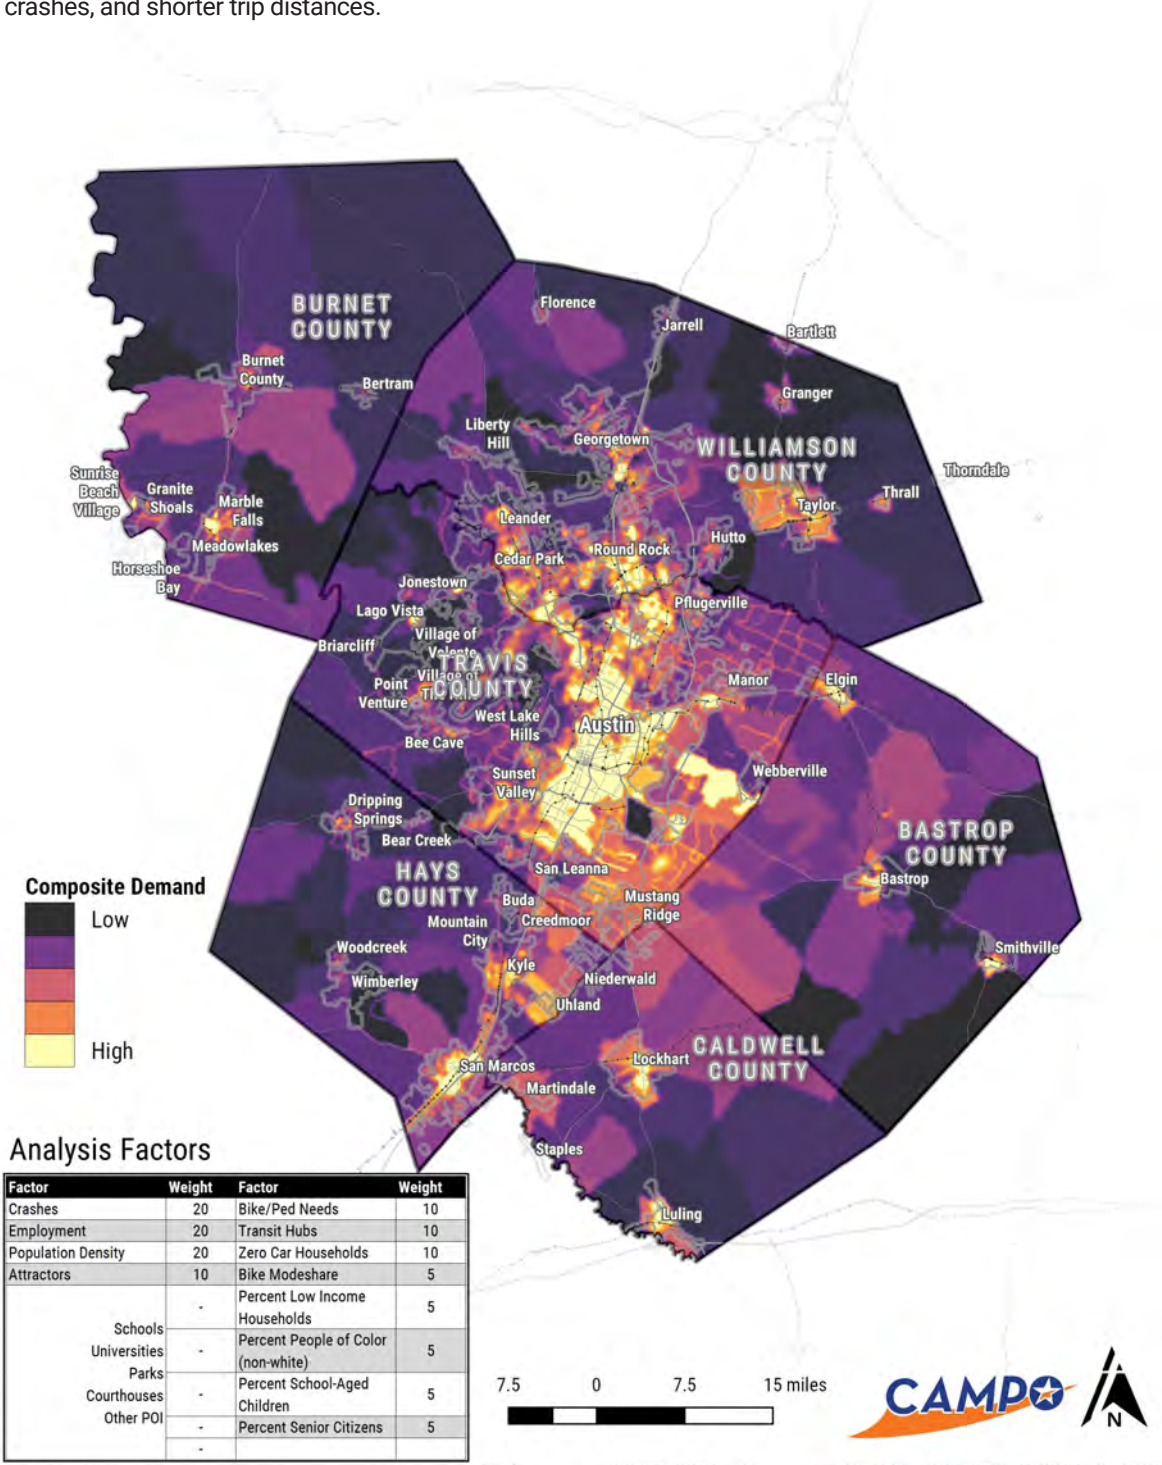 crashes, and shorter trip distances.
BURNET
COUNTY
Florence
Jarrell
Bartlett
Burnet
County
Bertram
Granger
Liberty
Hill
Georgetown
WILLIAMSON
COUNTY
Thorndale
Sunrise
Beach
Village
Granite
Shoals
Marble
Falls
Meadowlakes
Horseshoe
Bay
Taylor
Thrall
Leander
Cedar Park
Round Rock
Hutto
Jonestown
Lago Vista
Pflugerville
Briarcliff
Village of
Volente
TRAVIS
COUNTY
Village of
Point
Venture
Manor
Elgin
West Lake
Hills
Austin
Bee Cave
Sunset
Valley
Webberville
Dripping
Springs
Bear Creek
BASTROP
COUNTY
HAYS
COUNTY
San Leanna
Bastrop
Buda
Mustang
Ridge
Creedmoor
Mountain
City
Woodcreek
Kyle
Smithville
Wimberley
Niederwald
Uhland
San Marcos
Lockhart
CALDWELL
COUNTY
Martindale
Staples
Luling
Composite Demand
Low
High
Analysis Factors
Factor Weight Factor Weight
Crashes 20 Bike/Ped Needs 10
Employment 20 Transit Hubs 10
Population Density 20 Zero Car Households 10
Attractors 10 Bike Modeshare 5
Schools
Universities
Parks
Courthouses
Other POI
-
-
-
-
-
Percent Low Income
Households 5
Percent People of Color
(non-white) 5
Percent School-Aged
Children 5
Percent Senior Citizens 5
7.5 0 7.5 15 miles
CAMPO
N